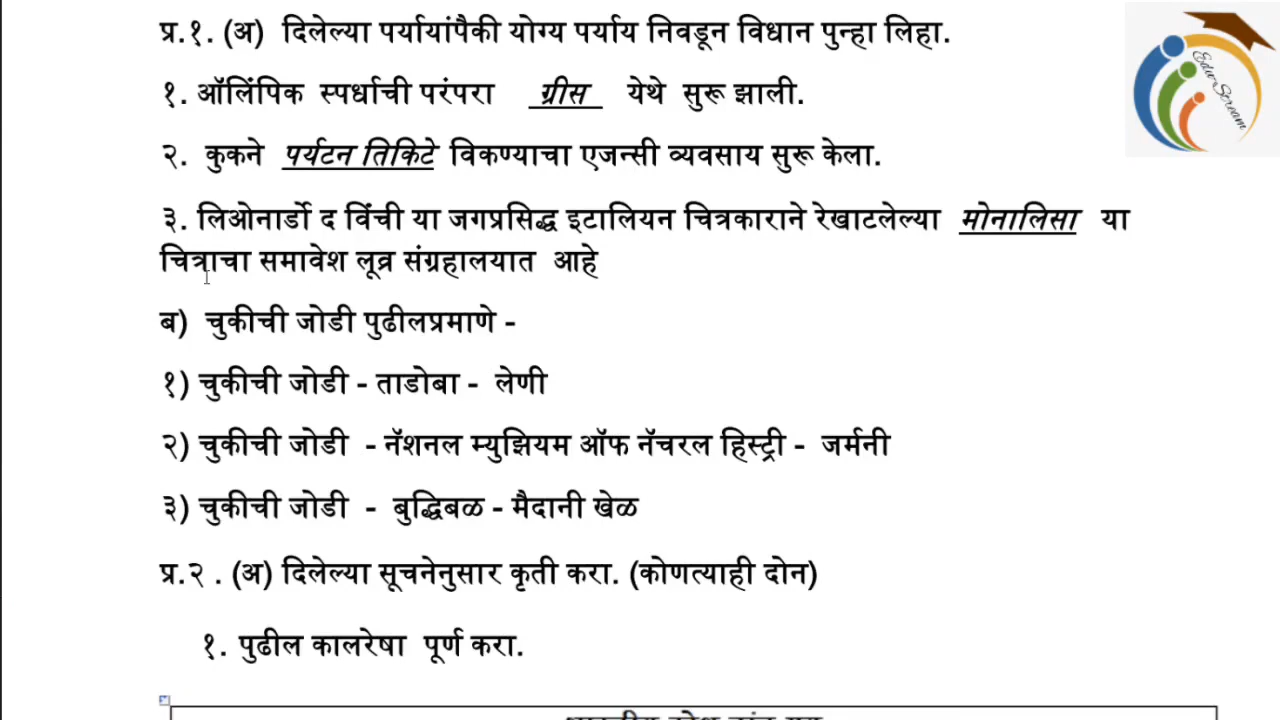 प्र.१. (अ) दिलेल्या पर्यायांपैकी योग्य पर्याय निवडून विधान पुन्हा लिहा.
Edu-Scream
१. ऑलिंपिक स्पर्धाची परंपरा ग्रीस येथे सुरू झाली.
२. कुकने पर्यटन तिकिटे विकण्याचा एजन्सी व्यवसाय सुरू केला.
३. लिओनार्डो द विंची या जगप्रसिद्ध इटालियन चित्रकाराने रेखाटलेल्या मोनालिसा या
चित्राचा समावेश लूव्र संग्रहालयात आहे
ब) चुकीची जोडी पुढीलप्रमाणे -
१) चुकीची जोडी - ताडोबा - लेणी
२) चुकीची जोडी - नॅशनल म्युझियम ऑफ नॅचरल हिस्ट्री - जर्मनी
३) चुकीची जोडी - बुद्धिबळ - मैदानी खेळ
प्र.२ . (अ) दिलेल्या सूचनेनुसार कृती करा. (कोणत्याही दोन)
१. पुढील कालरेषा पूर्ण करा.